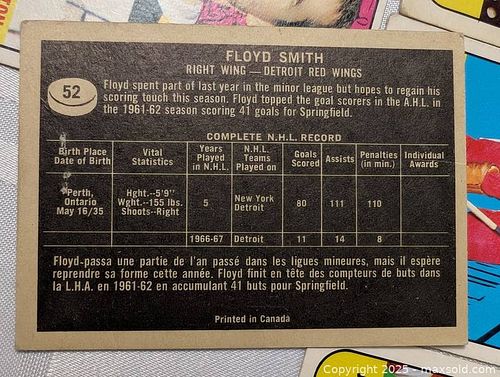 FLOYD SMITH
RIGHT WING — DETROIT RED WINGS
52
Floyd spent part of last year in the minor league but hopes to regain his
scoring touch this season. Floyd topped the goal scorers in the A.H.L. in
the 1961-62 season scoring 41 goals for Springfield.
COMPLETE N.H.L. RECORD
Birth Place
Date of Birth
Vital
Statistics
Years
Played
in N.H.L.
N.H.L.
Teams
Played on
Goals
Scored
Assists
Penalties
(in min.)
Individual
Awards
Perth,
Ontario
May 16/35
Hght.--5'9"
Wght.--155 lbs.
Shoots--Right
5
New York
Detroit
80
111
110
1966-67
Detroit
11
14
8
Floyd-passa une partie de l'an passé dans les ligues mineures, mais il espère
reprendre sa forme cette année. Floyd finit en tête des compteurs de buts dans
la L.H.A. en 1961-62 en accumulant 41 buts pour Springfield.
Printed in Canada
Copyright 2025 - maxsold.com